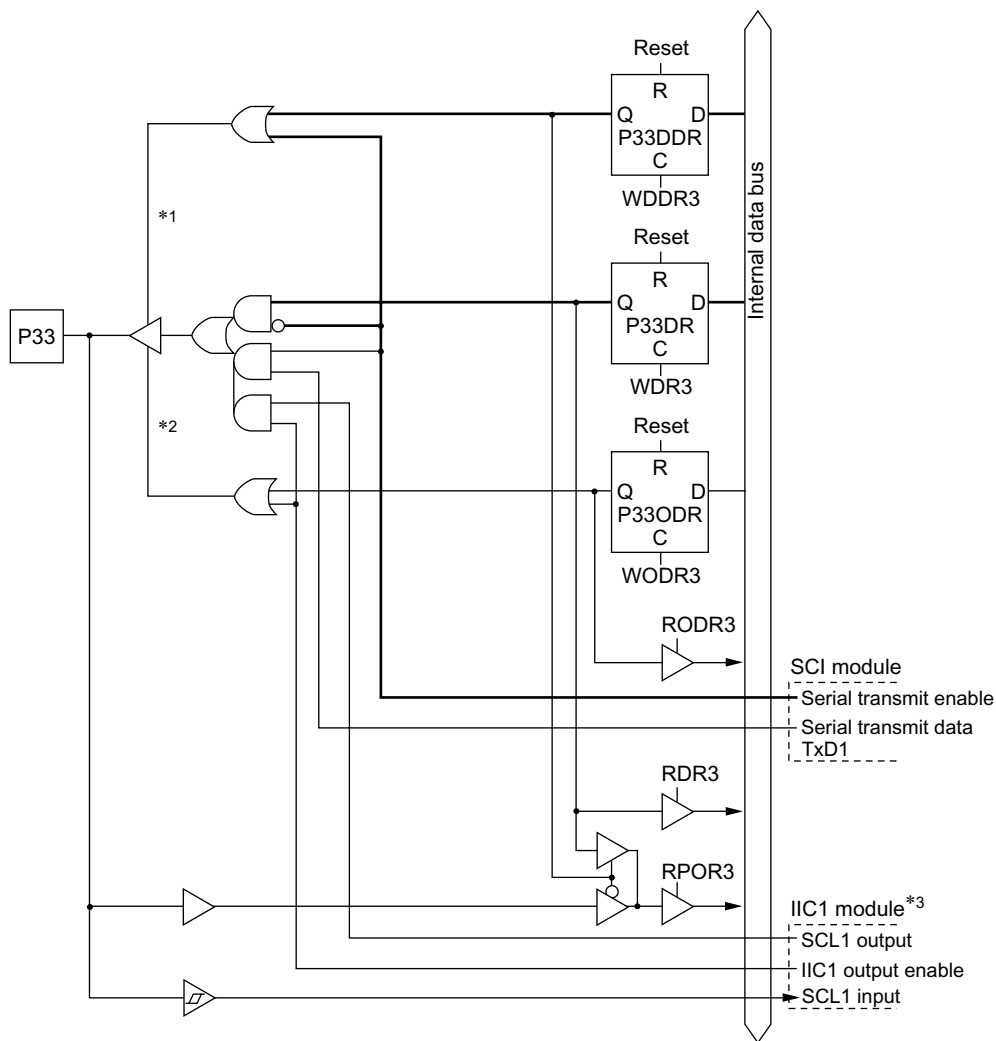 Reset
R
Q D
P33DDR
C
WDDR3
Internal data bus
*1
Reset
R
Q D
P33DR
C
WDR3
P33
*2
Reset
R
Q D
P33ODR
C
WODR3
RODR3
SCI module
Serial transmit enable
Serial transmit data
TxD1
RDR3
RPOR3
IIC1 module*3
SCL1 output
IIC1 output enable
SCL1 input